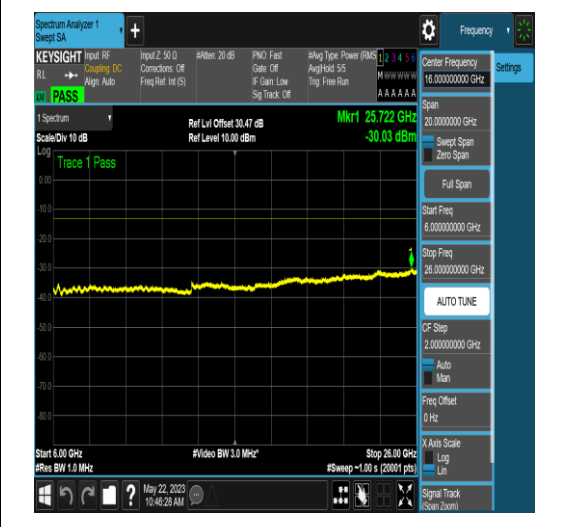 Spectrum Analyzer 1
Swept SA
+
Frequency
KEYSIGHT
RL
PASS
Input: RF
Coupling: DC
Align: Auto
Input Z: 50 Ω
Corrections: Off
Freq Ref: Int (S)
#Atten: 20 dB
PNO: Fast
Gate: Off
IF Gain: Low
Sig Track: Off
#Avg Type: Power (RMS
Avg|Hold: 5/5
Trig: Free Run
1 2 3 4 5 6
M W W W W W
A A A A A A
1 Spectrum
Scale/Div 10 dB
Ref Lvl Offset 30.47 dB
Ref Level 10.00 dBm
Mkr1 25.722 GHz
-30.03 dBm
Log
Trace 1 Pass
0.00
-10.0
-20.0
-30.0
-40.0
-50.0
-60.0
-70.0
-80.0
1
Start 6.00 GHz
#Res BW 1.0 MHz
#Video BW 3.0 MHz*
Stop 26.00 GHz
#Sweep ~1.00 s (20001 pts)
?
May 22, 2023
10:46:28 AM
Center Frequency
16.000000000 GHz
Span
20.0000000 GHz
Swept Span
Zero Span
Full Span
Start Freq
6.000000000 GHz
Stop Freq
26.000000000 GHz
AUTO TUNE
CF Step
2.000000000 GHz
Auto
Man
Freq Offset
0 Hz
X Axis Scale
Log
Lin
Signal Track
(Span Zoom)
Settings